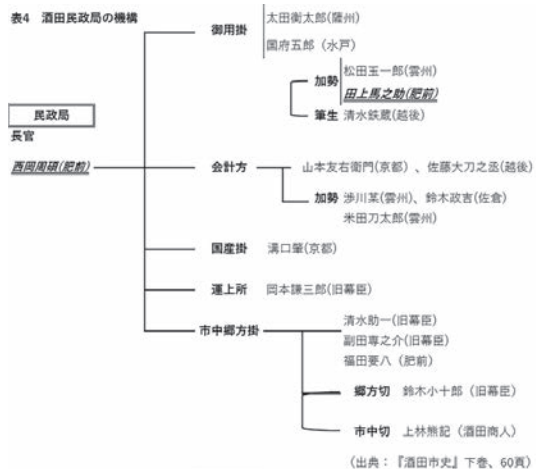 表4 酒田民政局の機構
御用掛 太田衛太郎(薩州)
国府五郎(水戸)
加勢 松田玉一郎(雲州)
田上馬之助(肥前)
筆生 清水鉄蔵(越後)
民政局
長官
西岡周碩(肥前)
会計方 山本友右衛門(京都)、佐藤大刀之丞(越後)
加勢 渉川某(雲州)、鈴木政吉(佐倉)
米田刀太郎(雲州)
国産掛 溝口肇(京都)
運上所 岡本謙三郎(旧幕臣)
市中郷方掛 清水助一(旧幕臣)
副田専之介(旧幕臣)
福田要八(肥前)
郷方切 鈴木小十郎(旧幕臣)
市中切 上林熊記(酒田商人)
(出典:『酒田市史』下巻、60頁)